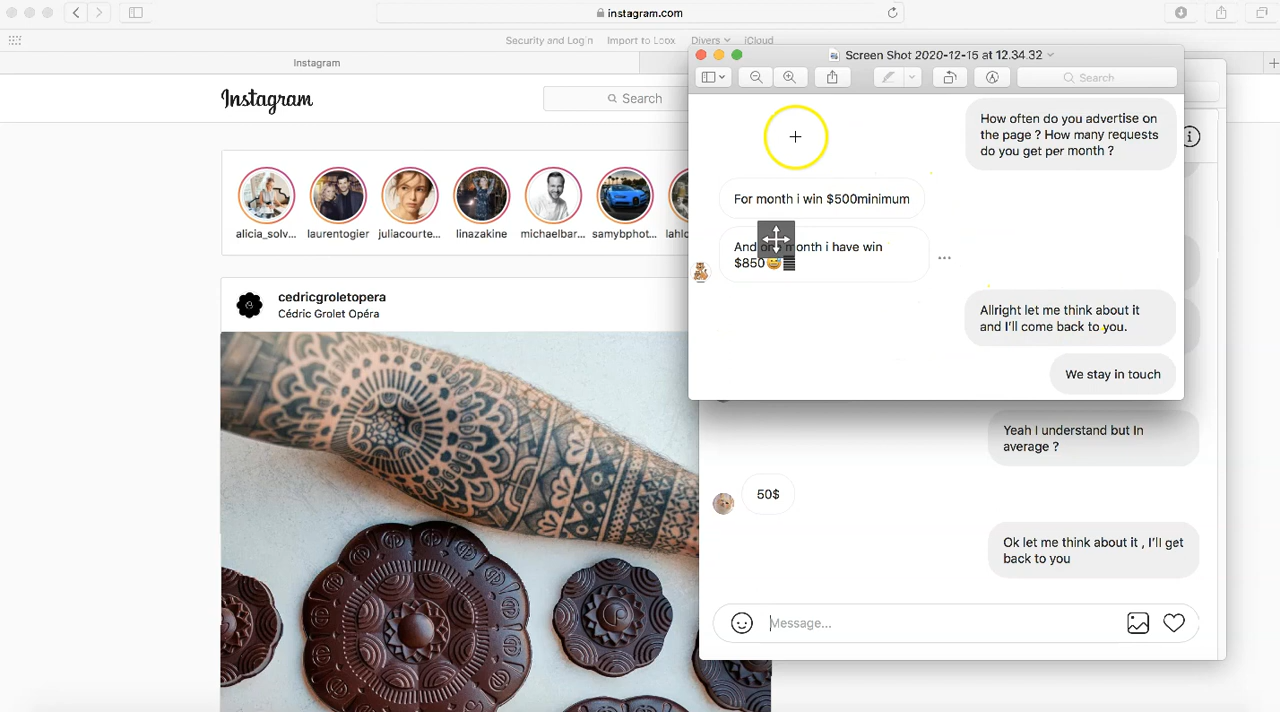 instagram.com
Security and Login
Import to Loox
Divers
iCloud
Instagram
Instagram
Search
alicia_solv...
laurentogier
juliacourte...
linazakine
michaelbar...
samybphot...
cedricgroletopera
Cédric Grolet Opéra
Screen Shot 2020-12-15 at 12.34.32
Search
How often do you advertise on
the page ? How many requests
do you get per month ?
For month i win $500minimum
And one month i have win
$850😅
Allright let me think about it
and I'll come back to you.
We stay in touch
Yeah I understand but In
average ?
50$
Ok let me think about it , I'll get
back to you
Message...